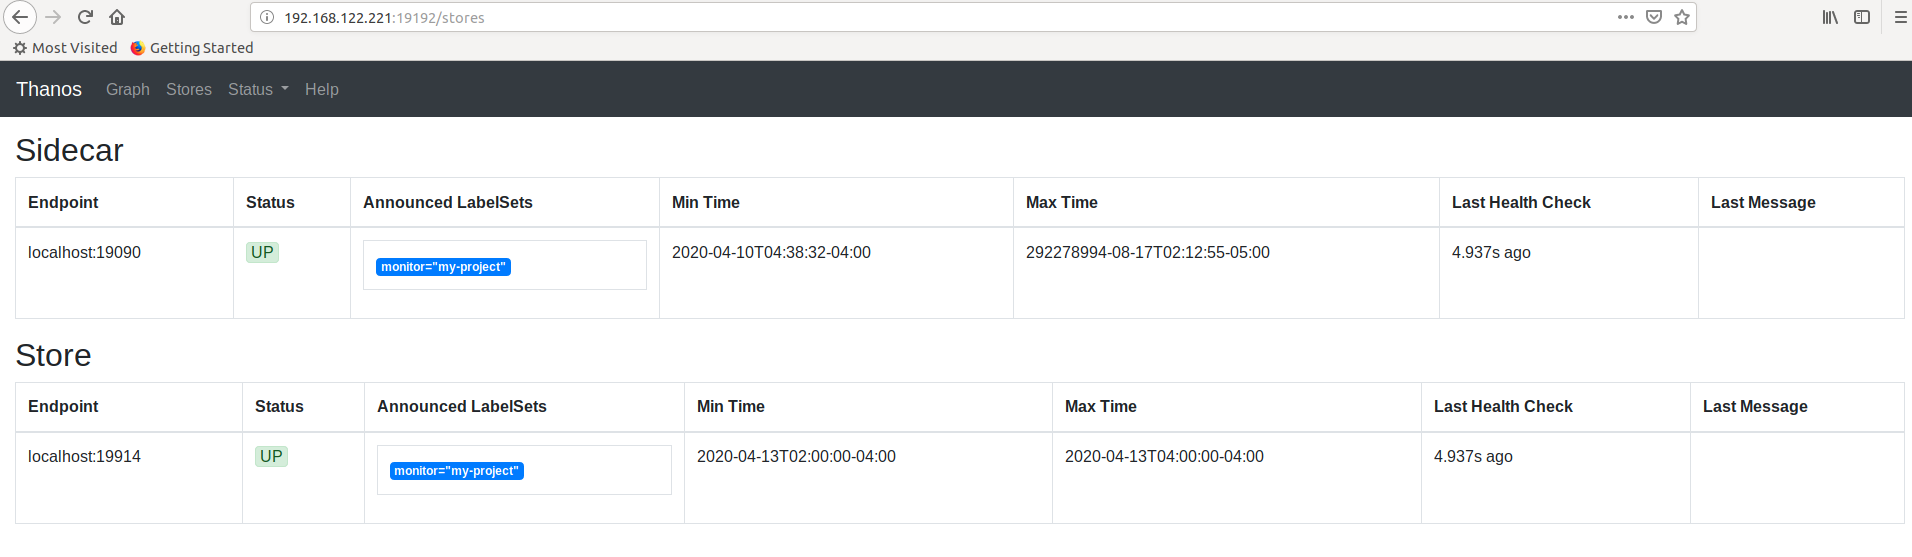 192.168.122.221:19192/stores
Most Visited Getting Started
Thanos Graph Stores Status Help
Sidecar
Endpoint Status Announced LabelSets Min Time Max Time Last Health Check Last Message
localhost:19090 UP monitor="my-project" 2020-04-10T04:38:32-04:00 292278994-08-17T02:12:55-05:00 4.937s ago
Store
Endpoint Status Announced LabelSets Min Time Max Time Last Health Check Last Message
localhost:19914 UP monitor="my-project" 2020-04-13T02:00:00-04:00 2020-04-13T04:00:00-04:00 4.937s ago